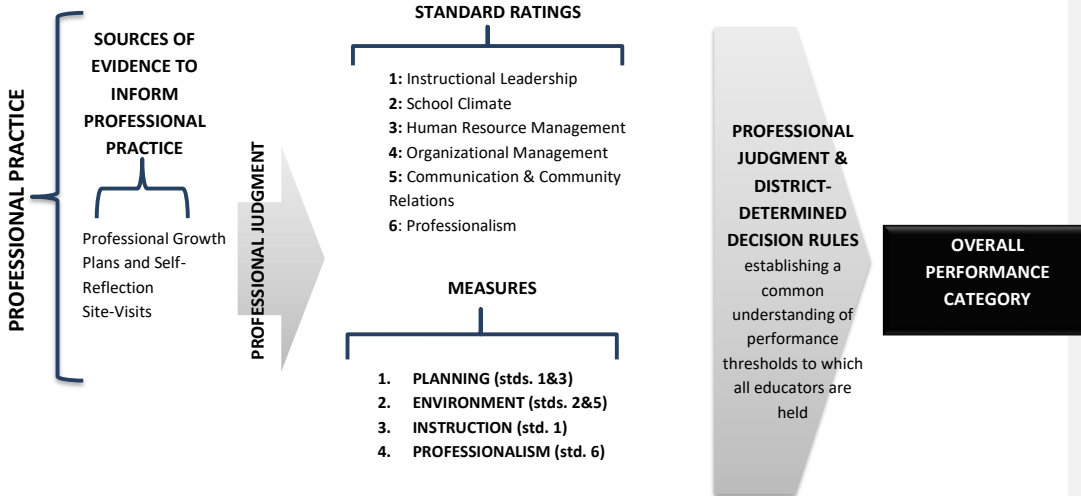 PROFESSIONAL PRACTICE
SOURCES OF
EVIDENCE TO
INFORM
PROFESSIONAL
PRACTICE
Professional Growth
Plans and Self-
Reflection
Site-Visits
PROFESSIONAL JUDGMENT
STANDARD RATINGS
1: Instructional Leadership
2: School Climate
3: Human Resource Management
4: Organizational Management
5: Communication & Community
Relations
6: Professionalism
MEASURES
1. PLANNING (stds. 1&3)
2. ENVIRONMENT (stds. 2&5)
3. INSTRUCTION (std. 1)
4. PROFESSIONALISM (std. 6)
PROFESSIONAL
JUDGMENT &
DISTRICT-
DETERMINED
DECISION RULES
establishing a
common
understanding of
performance
thresholds to which
all educators are
held
OVERALL
PERFORMANCE
CATEGORY